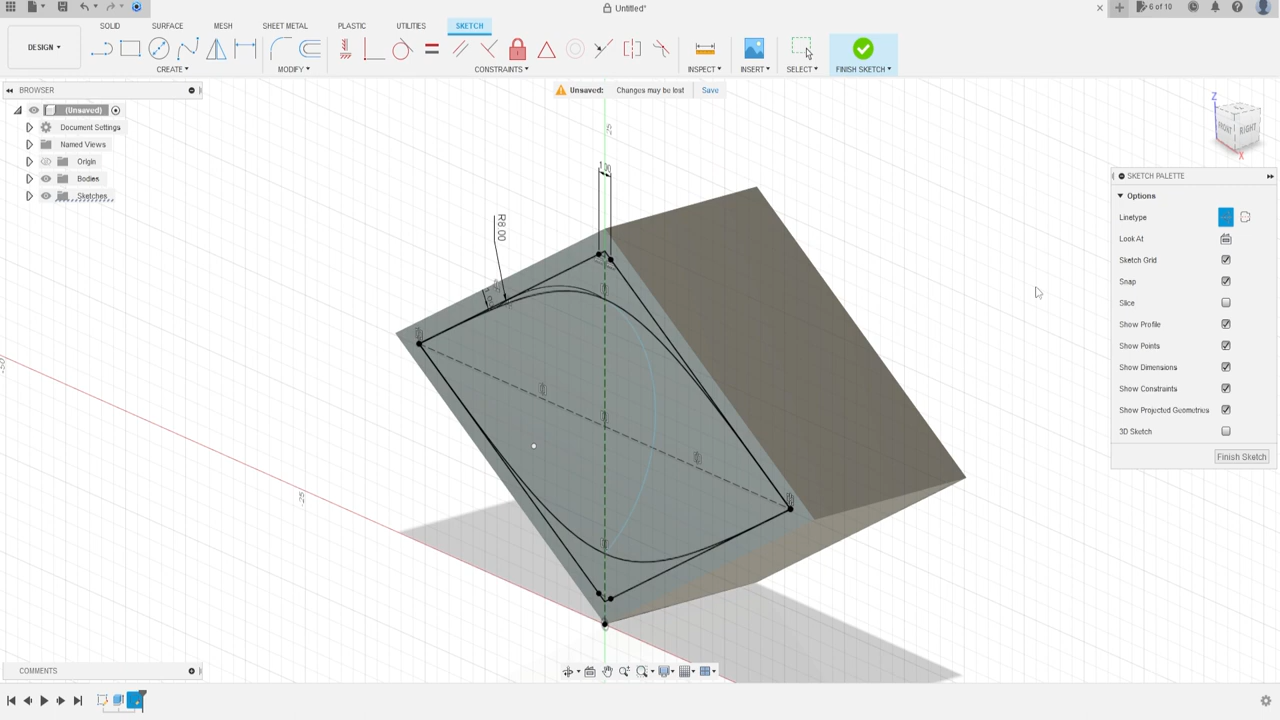 Untitled*
6 of 10
DESIGN
SOLID
SURFACE
MESH
SHEET METAL
PLASTIC
UTILITIES
SKETCH
CREATE
MODIFY
CONSTRAINTS
INSPECT
INSERT
SELECT
FINISH SKETCH
BROWSER
(Unsaved)
Document Settings
Named Views
Origin
Bodies
Sketches
Unsaved: Changes may be lost Save
Z
FRONT
RIGHT
X
R8.00
-50
-25
SKETCH PALETTE
Options
Linetype
Look At
Sketch Grid
Snap
Slice
Show Profile
Show Points
Show Dimensions
Show Constraints
Show Projected Geometries
3D Sketch
Finish Sketch
COMMENTS